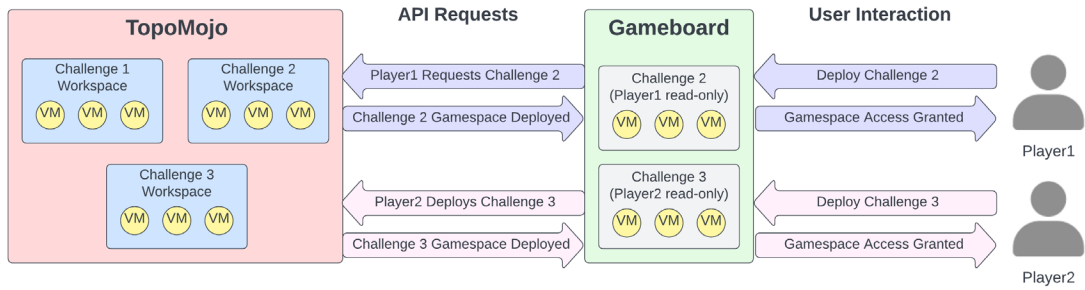 TopoMojo
API Requests
Gameboard
User Interaction
Challenge 1
Workspace
VM VM VM
Challenge 2
Workspace
VM VM VM
Challenge 3
Workspace
VM VM VM
Player1 Requests Challenge 2
Challenge 2 Gamespace Deployed
Player2 Deploys Challenge 3
Challenge 3 Gamespace Deployed
Challenge 2
(Player1 read-only)
VM VM VM
Challenge 3
(Player2 read-only)
VM VM VM
Deploy Challenge 2
Gamespace Access Granted
Deploy Challenge 3
Gamespace Access Granted
Player1
Player2